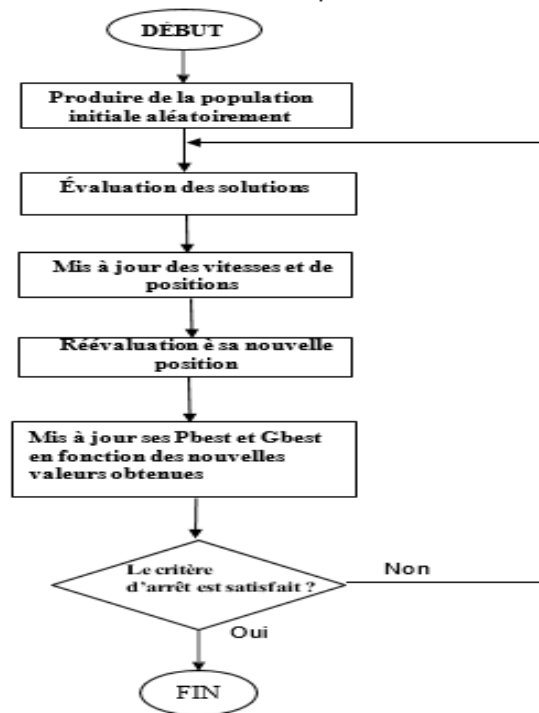 DÉBUT
Produire de la population
initiale aléatoirement
Évaluation des solutions
Mis à jour des vitesses et de
positions
Réévaluation è sa nouvelle
position
Mis à jour ses Pbest et Gbest
en fonction des nouvelles
valeurs obtenues
Le critère
d'arrêt est satisfait ?
Non
Oui
FIN